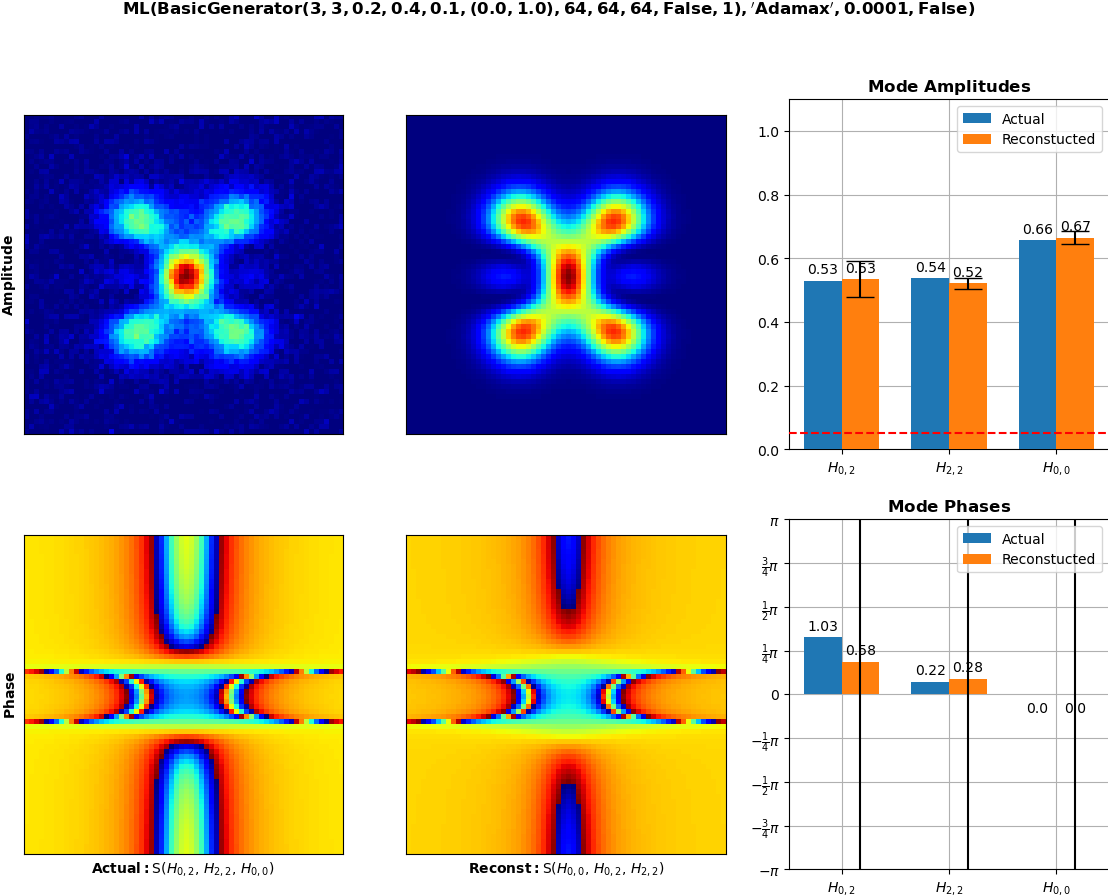 ML(BasicGenerator(3, 3, 0.2, 0.4, 0.1, (0.0, 1.0), 64, 64, 64, False, 1), ′Adamax′, 0.0001, False)
Amplitude
Mode Amplitudes
Actual
Reconstucted
1.0
0.8
0.6
0.4
0.2
0.0
0.53 0.53
0.54 0.52
0.66 0.67
H0,2 H2,2 H0,0
Phase
Actual: S(H0,2, H2,2, H0,0)
Reconst: S(H0,0, H0,2, H2,2)
Mode Phases
Actual
Reconstucted
π
3/4π
1/2π
1/4π
0
−1/4π
−1/2π
−3/4π
−π
1.03 0.58
0.22 0.28
0.0 0.0
H0,2 H2,2 H0,0